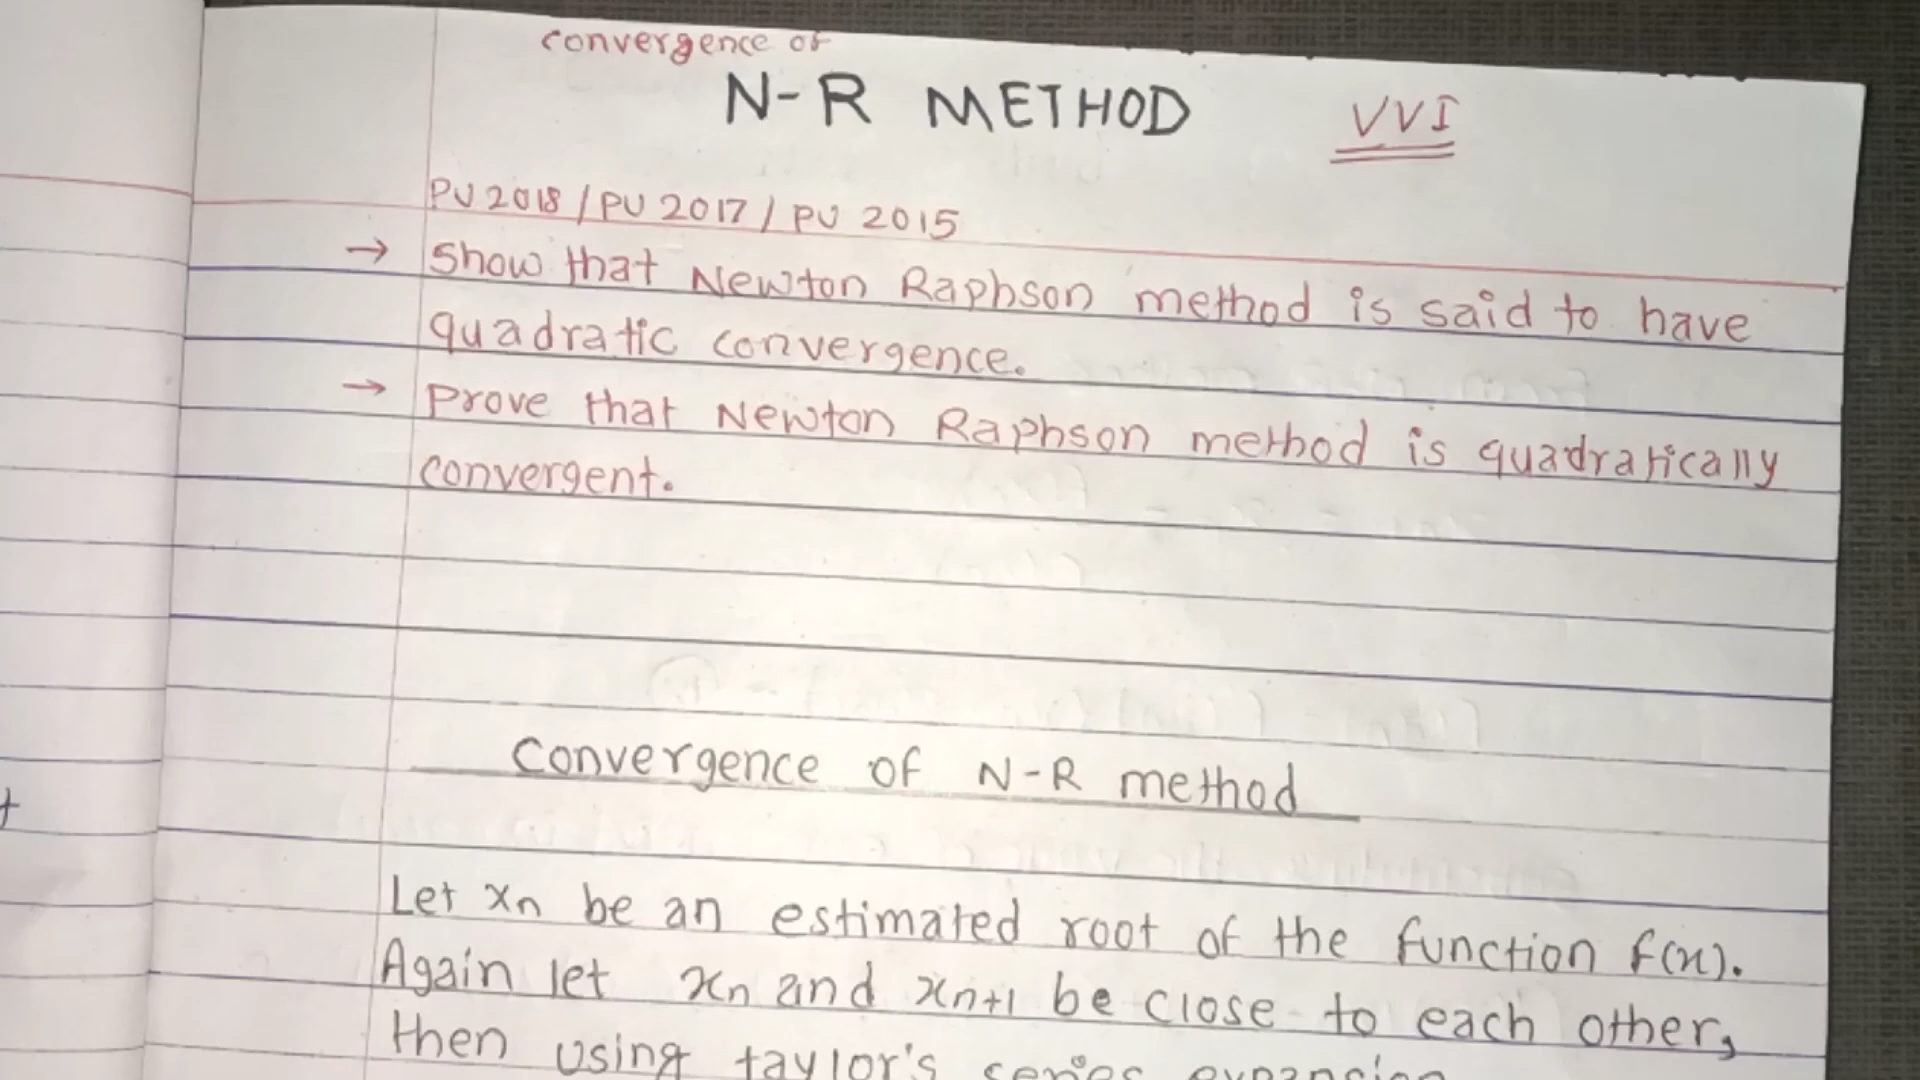 convergence of
N-R METHOD VVI
PU 2018 / PU 2017 / PU 2015
→ Show that Newton Raphson method is said to have
quadratic convergence.
→ Prove that Newton Raphson method is quadratically
convergent.
Convergence of N-R method
Let xn be an estimated root of the function f(x).
Again let xn and xn+1 be close to each other,
then using taylor's series expansion